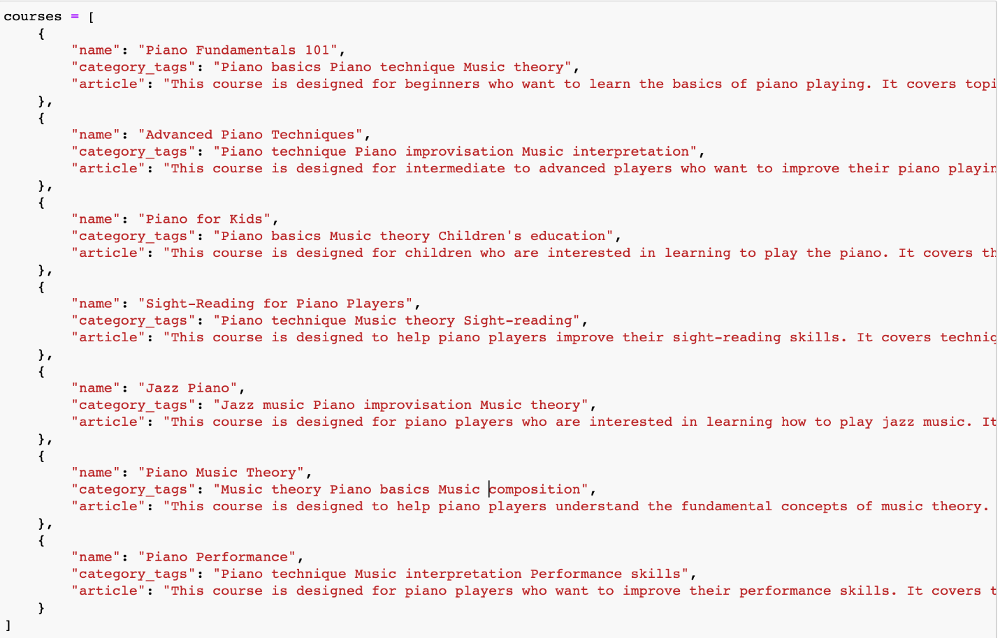 courses = [
    {
        "name": "Piano Fundamentals 101",
        "category_tags": "Piano basics Piano technique Music theory",
        "article": "This course is designed for beginners who want to learn the basics of piano playing. It covers topi
    },
    {
        "name": "Advanced Piano Techniques",
        "category_tags": "Piano technique Piano improvisation Music interpretation",
        "article": "This course is designed for intermediate to advanced players who want to improve their piano playin
    },
    {
        "name": "Piano for Kids",
        "category_tags": "Piano basics Music theory Children's education",
        "article": "This course is designed for children who are interested in learning to play the piano. It covers th
    },
    {
        "name": "Sight-Reading for Piano Players",
        "category_tags": "Piano technique Music theory Sight-reading",
        "article": "This course is designed to help piano players improve their sight-reading skills. It covers techniq
    },
    {
        "name": "Jazz Piano",
        "category_tags": "Jazz music Piano improvisation Music theory",
        "article": "This course is designed for piano players who are interested in learning how to play jazz music. It
    },
    {
        "name": "Piano Music Theory",
        "category_tags": "Music theory Piano basics Music composition",
        "article": "This course is designed to help piano players understand the fundamental concepts of music theory.
    },
    {
        "name": "Piano Performance",
        "category_tags": "Piano technique Music interpretation Performance skills",
        "article": "This course is designed for piano players who want to improve their performance skills. It covers t
    }
]